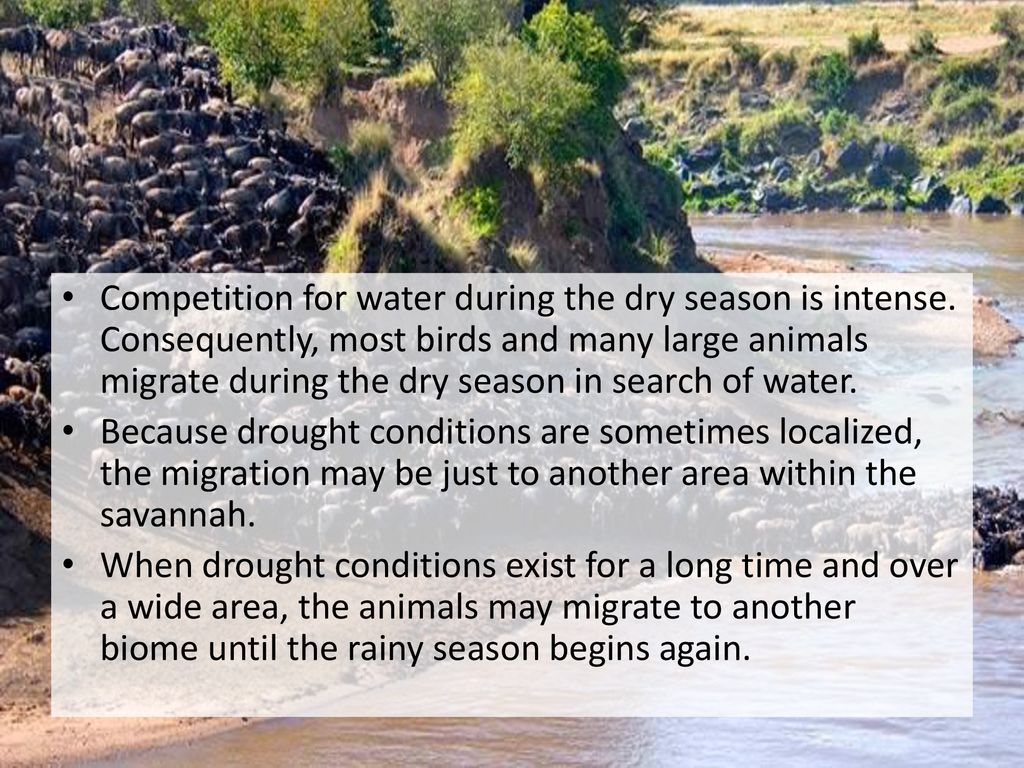 • Competition for water during the dry season is intense.
Consequently, most birds and many large animals
migrate during the dry season in search of water.
• Because drought conditions are sometimes localized,
the migration may be just to another area within the
savannah.
• When drought conditions exist for a long time and over
a wide area, the animals may migrate to another
biome until the rainy season begins again.